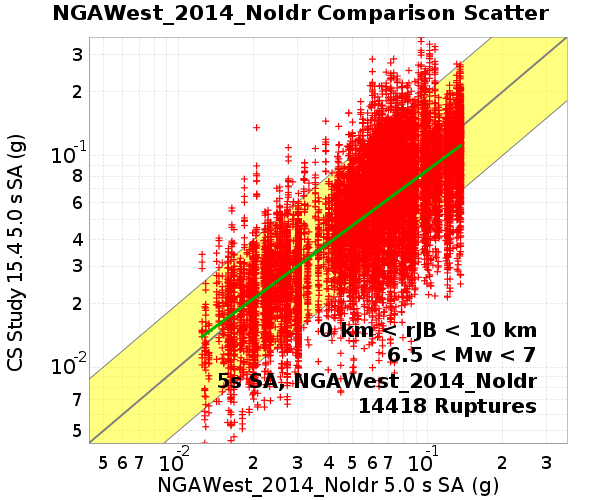 NGAWest_2014_NoIdr Comparison Scatter
3
2
10-1
8
6
4
3
2
10-2
7
5
CS Study 15.4 5.0 s SA (g)
0 km < rJB < 10 km
6.5 < Mw < 7
5s SA, NGAWest_2014_NoIdr
14418 Ruptures
5 6 7 10-2 2 3 4 5 6 7 10-1 2 3
NGAWest_2014_NoIdr 5.0 s SA (g)